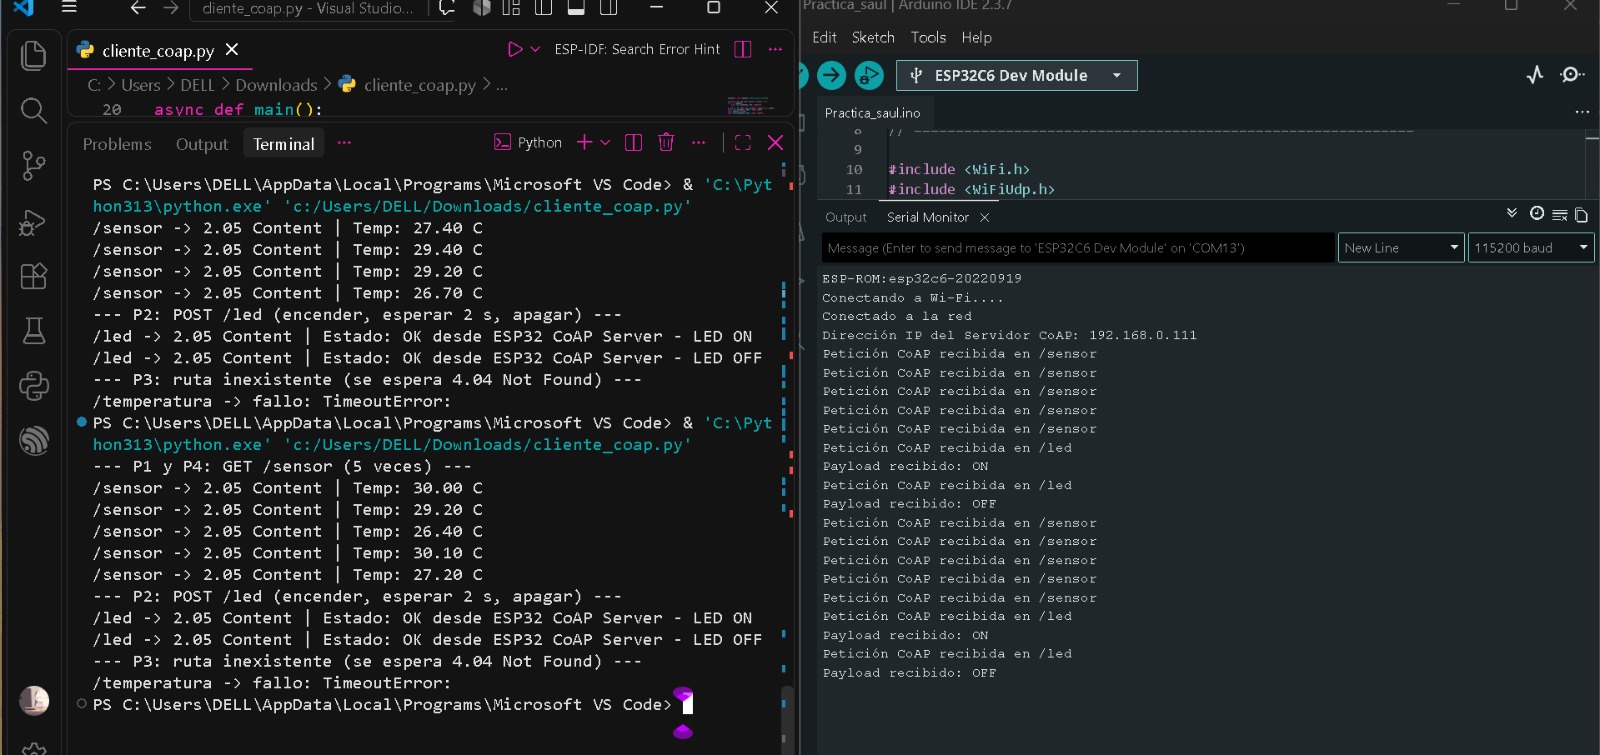 cliente_coap.py - Visual Studio...
cliente_coap.py
ESP-IDF: Search Error Hint
C: > Users > DELL > Downloads > cliente_coap.py > ...
20 async def main():
Problems Output Terminal ... Python
PS C:\Users\DELL\AppData\Local\Programs\Microsoft VS Code> & 'C:\Pyt
hon313\python.exe' 'c:/Users/DELL/Downloads/cliente_coap.py'
/sensor -> 2.05 Content | Temp: 27.40 C
/sensor -> 2.05 Content | Temp: 29.40 C
/sensor -> 2.05 Content | Temp: 29.20 C
/sensor -> 2.05 Content | Temp: 26.70 C
--- P2: POST /led (encender, esperar 2 s, apagar) ---
/led -> 2.05 Content | Estado: OK desde ESP32 CoAP Server - LED ON
/led -> 2.05 Content | Estado: OK desde ESP32 CoAP Server - LED OFF
--- P3: ruta inexistente (se espera 4.04 Not Found) ---
/temperatura -> fallo: TimeoutError:
PS C:\Users\DELL\AppData\Local\Programs\Microsoft VS Code> & 'C:\Pyt
hon313\python.exe' 'c:/Users/DELL/Downloads/cliente_coap.py'
--- P1 y P4: GET /sensor (5 veces) ---
/sensor -> 2.05 Content | Temp: 30.00 C
/sensor -> 2.05 Content | Temp: 29.20 C
/sensor -> 2.05 Content | Temp: 26.40 C
/sensor -> 2.05 Content | Temp: 30.10 C
/sensor -> 2.05 Content | Temp: 27.20 C
--- P2: POST /led (encender, esperar 2 s, apagar) ---
/led -> 2.05 Content | Estado: OK desde ESP32 CoAP Server - LED ON
/led -> 2.05 Content | Estado: OK desde ESP32 CoAP Server - LED OFF
--- P3: ruta inexistente (se espera 4.04 Not Found) ---
/temperatura -> fallo: TimeoutError:
PS C:\Users\DELL\AppData\Local\Programs\Microsoft VS Code>
Practica_saul | Arduino IDE 2.3.7
Edit Sketch Tools Help
ESP32C6 Dev Module
Practica_saul.ino
8 // ------------------------------------------------------------
9
10 #include <WiFi.h>
11 #include <WiFiUdp.h>
Output Serial Monitor
Message (Enter to send message to 'ESP32C6 Dev Module' on 'COM13')
New Line
115200 baud
ESP-ROM:esp32c6-20220919
Conectando a Wi-Fi....
Conectado a la red
Dirección IP del Servidor CoAP: 192.168.0.111
Petición CoAP recibida en /sensor
Petición CoAP recibida en /sensor
Petición CoAP recibida en /sensor
Petición CoAP recibida en /sensor
Petición CoAP recibida en /sensor
Petición CoAP recibida en /led
Payload recibido: ON
Petición CoAP recibida en /led
Payload recibido: OFF
Petición CoAP recibida en /sensor
Petición CoAP recibida en /sensor
Petición CoAP recibida en /sensor
Petición CoAP recibida en /sensor
Petición CoAP recibida en /sensor
Petición CoAP recibida en /led
Payload recibido: ON
Petición CoAP recibida en /led
Payload recibido: OFF